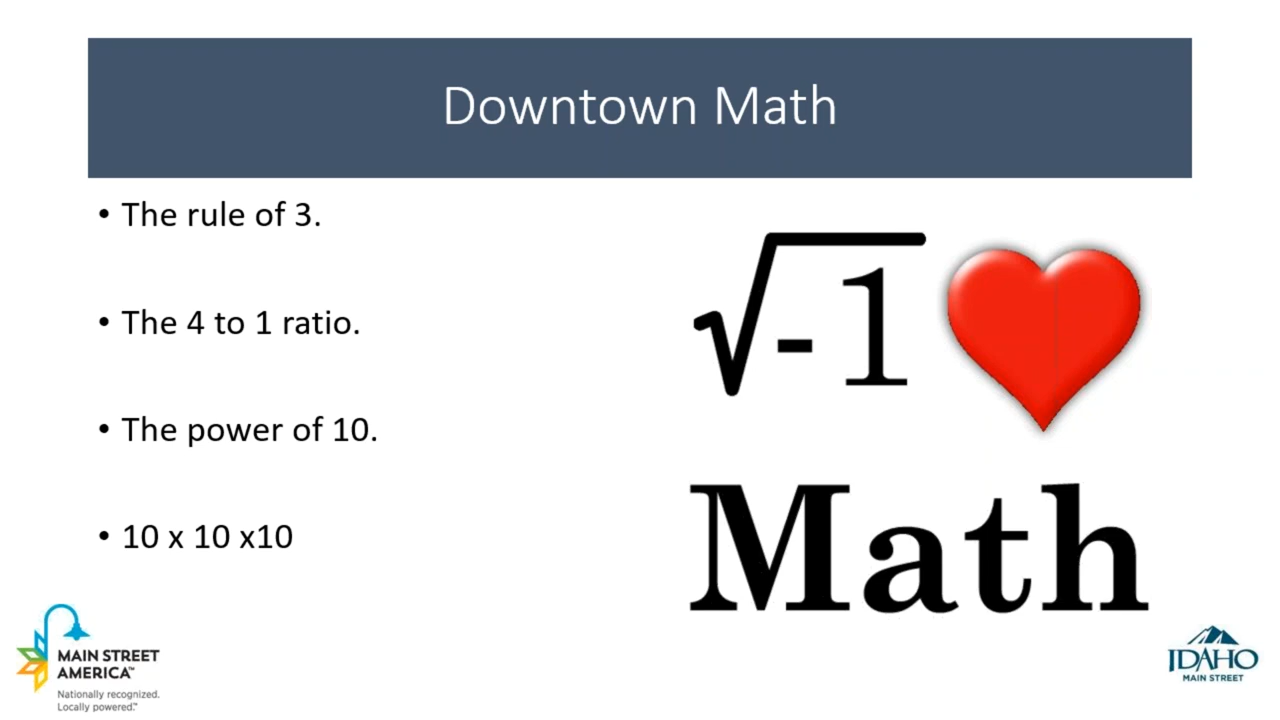 Downtown Math
• The rule of 3.
• The 4 to 1 ratio.
• The power of 10.
• 10 x 10 x10
√-1
Math
MAIN STREET
AMERICA™
Nationally recognized.
Locally powered.™
IDAHO
MAIN STREET